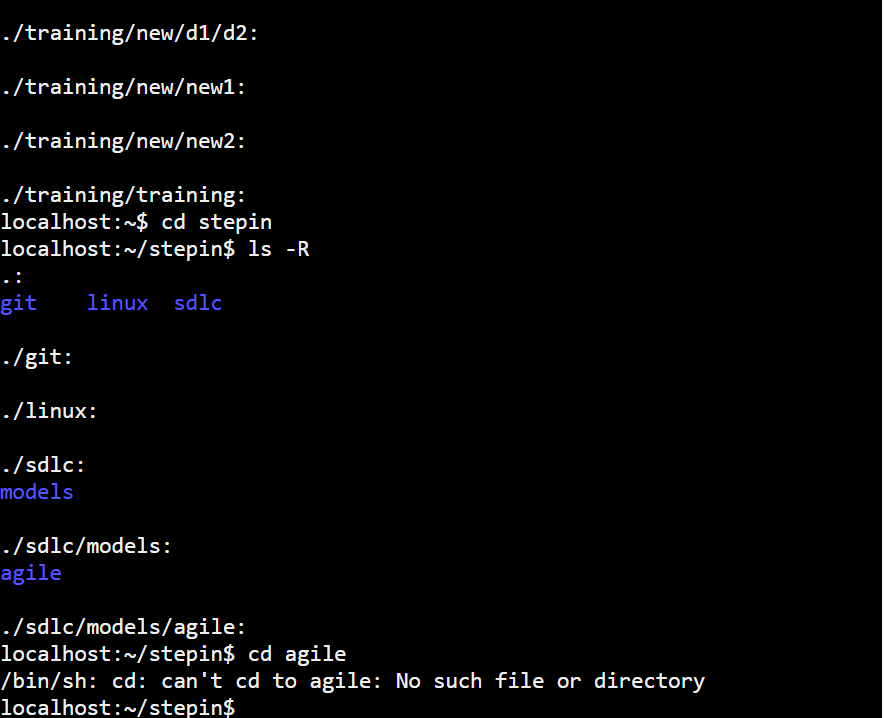 ./training/new/d1/d2:
./training/new/new1:
./training/new/new2:
./training/training:
localhost:~$ cd stepin
localhost:~/stepin$ ls -R
.:
git    linux  sdlc
./git:
./linux:
./sdlc:
models
./sdlc/models:
agile
./sdlc/models/agile:
localhost:~/stepin$ cd agile
/bin/sh: cd: can't cd to agile: No such file or directory
localhost:~/stepin$